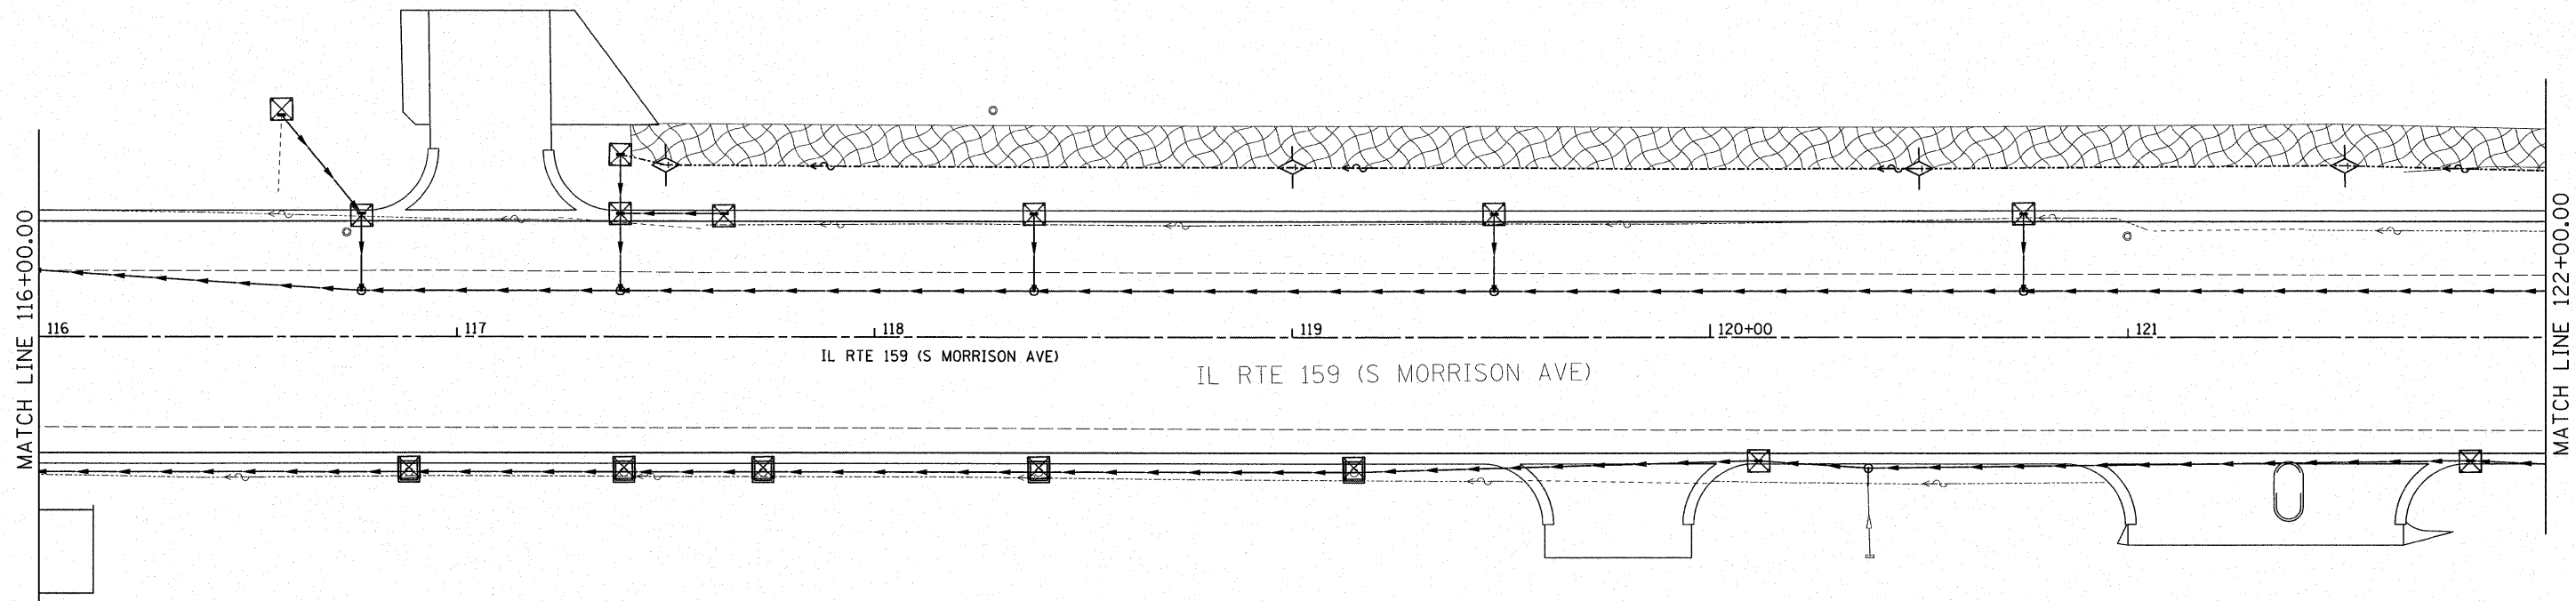 MATCH LINE 116+00.00
116
117
118
119
120+00
121
IL RTE 159 (S MORRISON AVE)
IL RTE 159 (S MORRISON AVE)
MATCH LINE 122+00.00